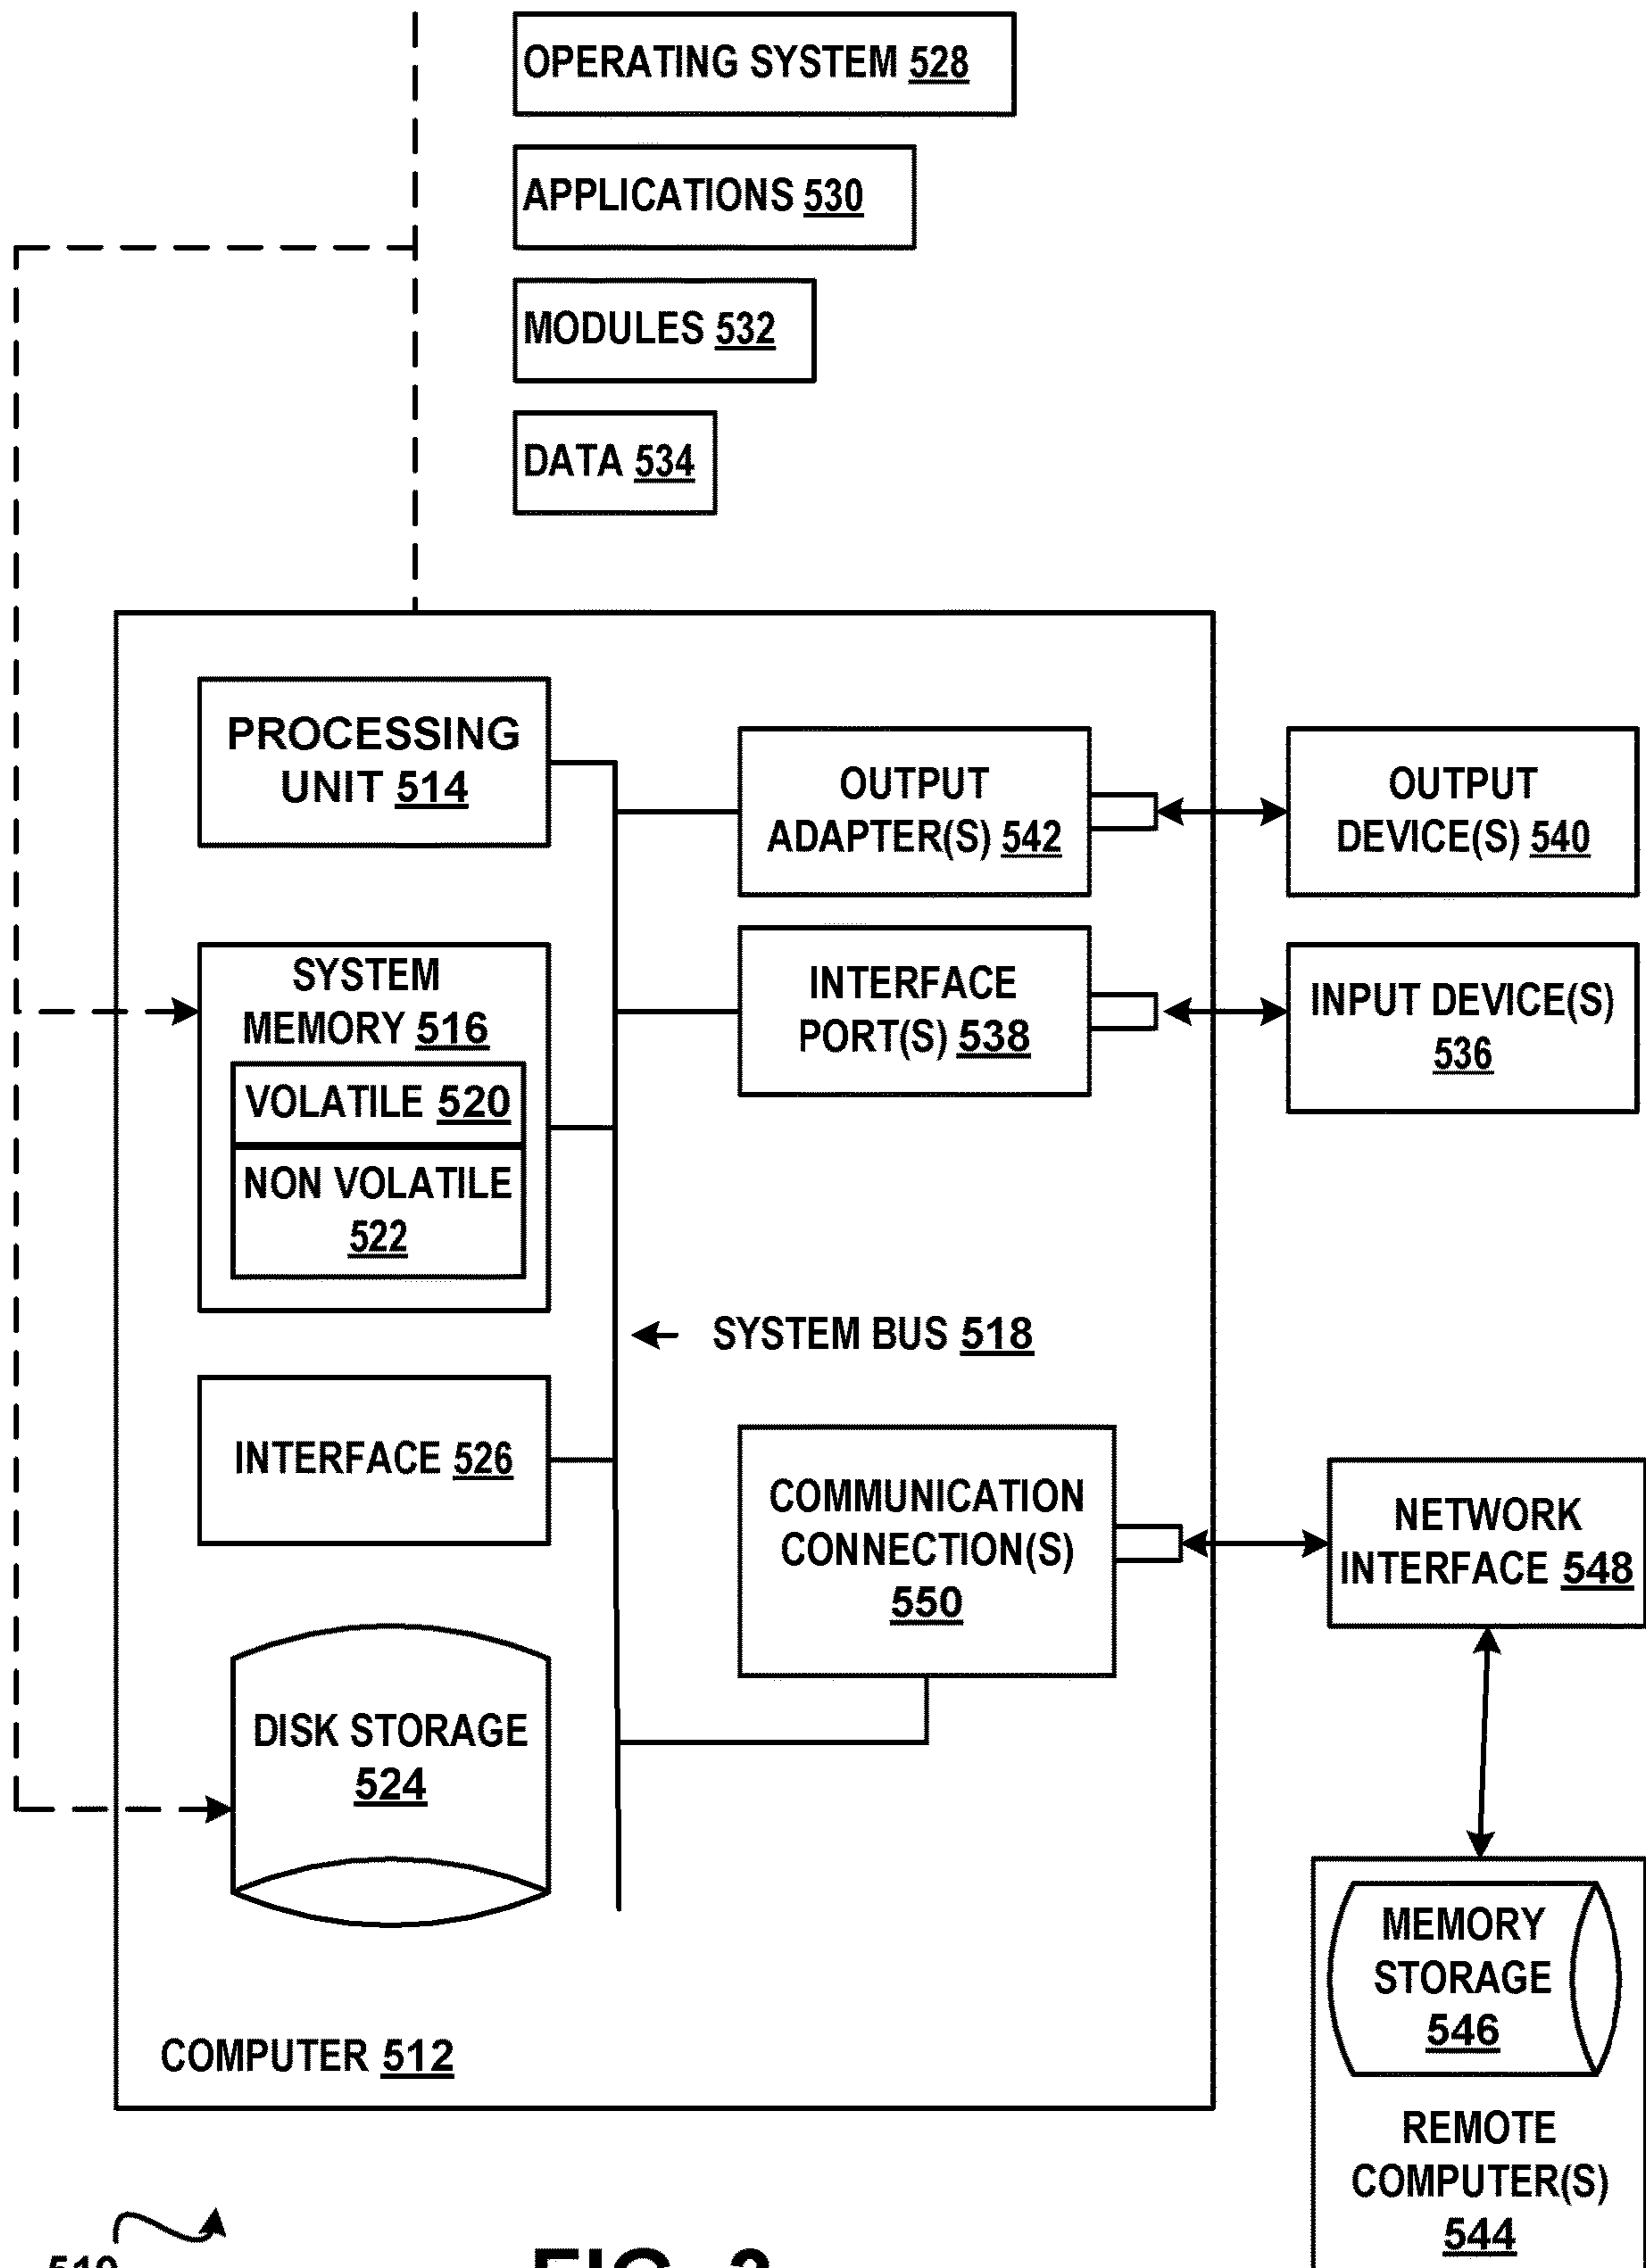 OPERATING SYSTEM 528
APPLICATIONS 530
MODULES 532
DATA 534
PROCESSING
UNIT 514
OUTPUT
ADAPTER(S) 542
OUTPUT
DEVICE(S) 540
SYSTEM
MEMORY 516
VOLATILE 520
NON VOLATILE
522
INTERFACE
PORT(S) 538
INPUT DEVICE(S)
536
SYSTEM BUS 518
INTERFACE 526
COMMUNICATION
CONNECTION(S)
550
NETWORK
INTERFACE 548
DISK STORAGE
524
MEMORY
STORAGE
546
REMOTE
COMPUTER(S)
544
COMPUTER 512
FIG.